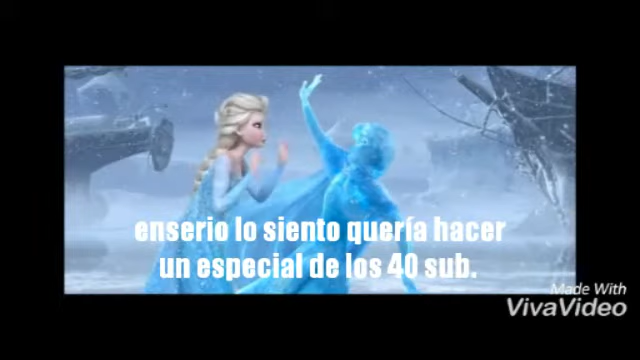 enserio lo siento quería hacer
un especial de los 40 sub.
Made With
VivaVideo